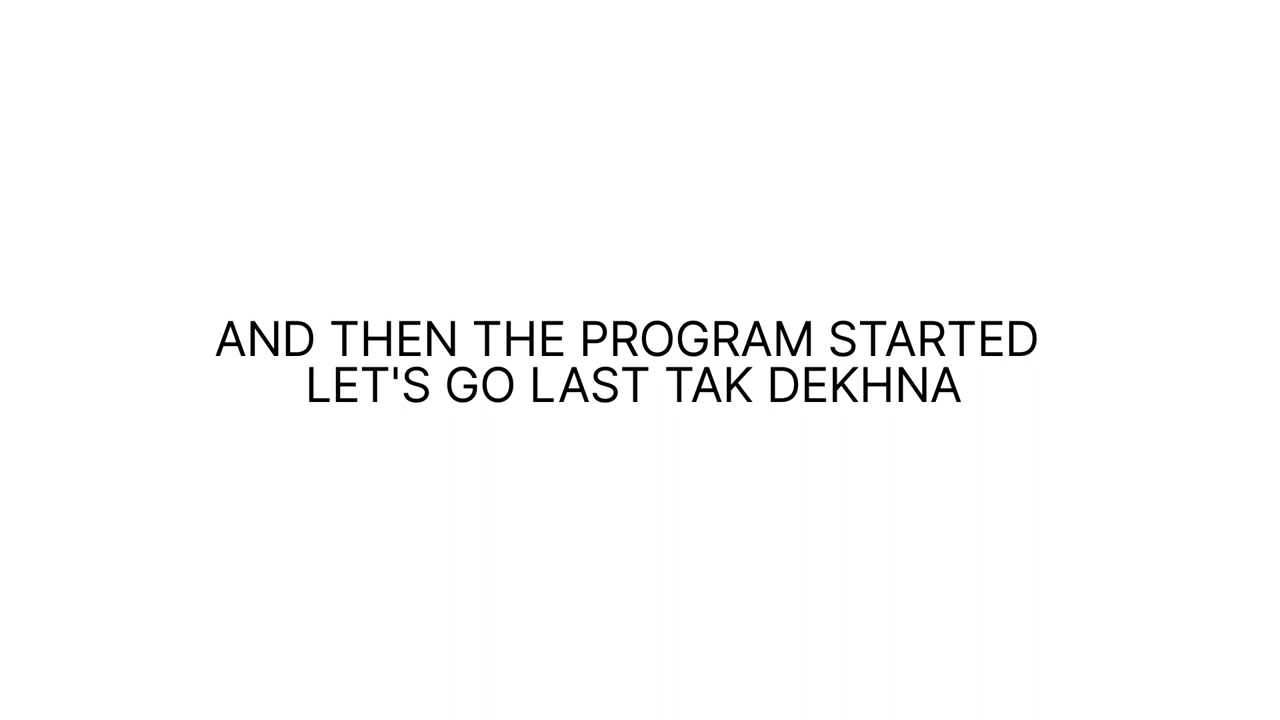 AND THEN THE PROGRAM STARTED
LET'S GO LAST TAK DEKHNA